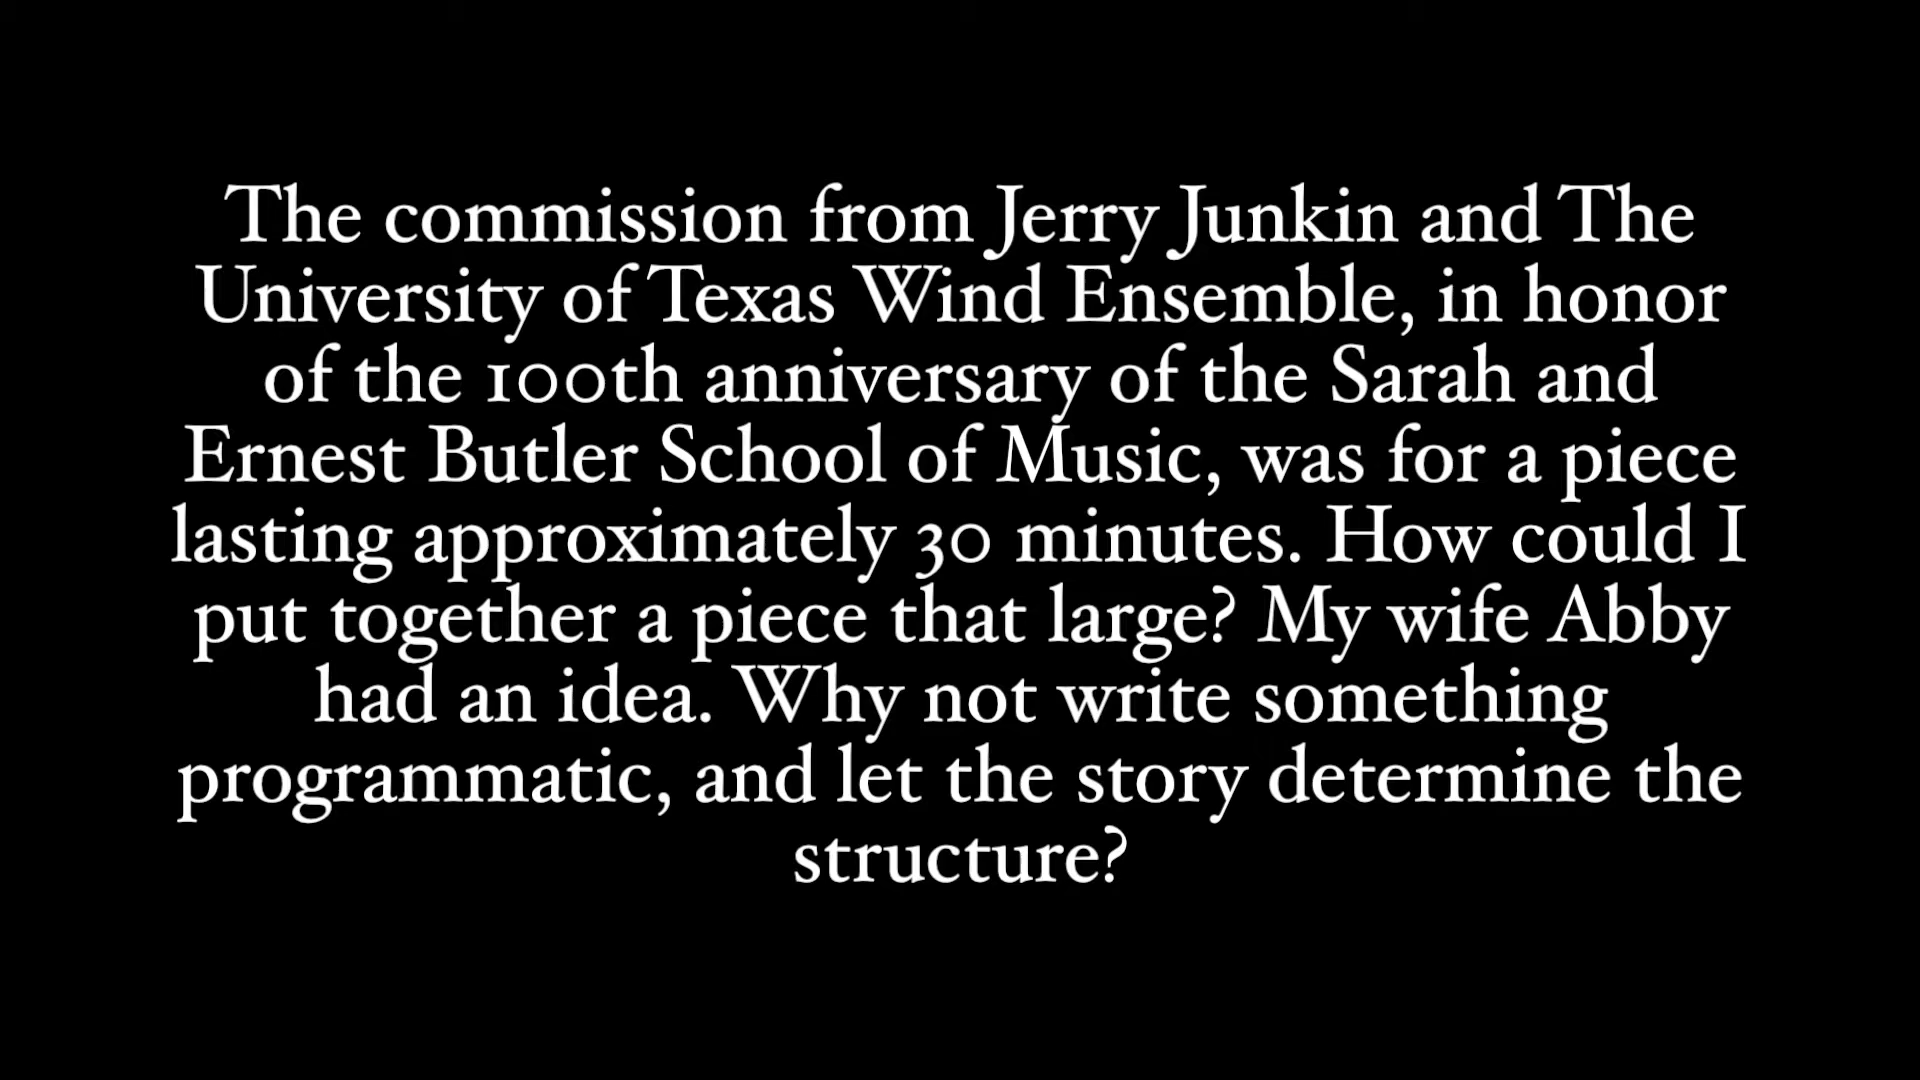 The commission from Jerry Junkin and The
University of Texas Wind Ensemble, in honor
of the 100th anniversary of the Sarah and
Ernest Butler School of Music, was for a piece
lasting approximately 30 minutes. How could I
put together a piece that large? My wife Abby
had an idea. Why not write something
programmatic, and let the story determine the
structure?